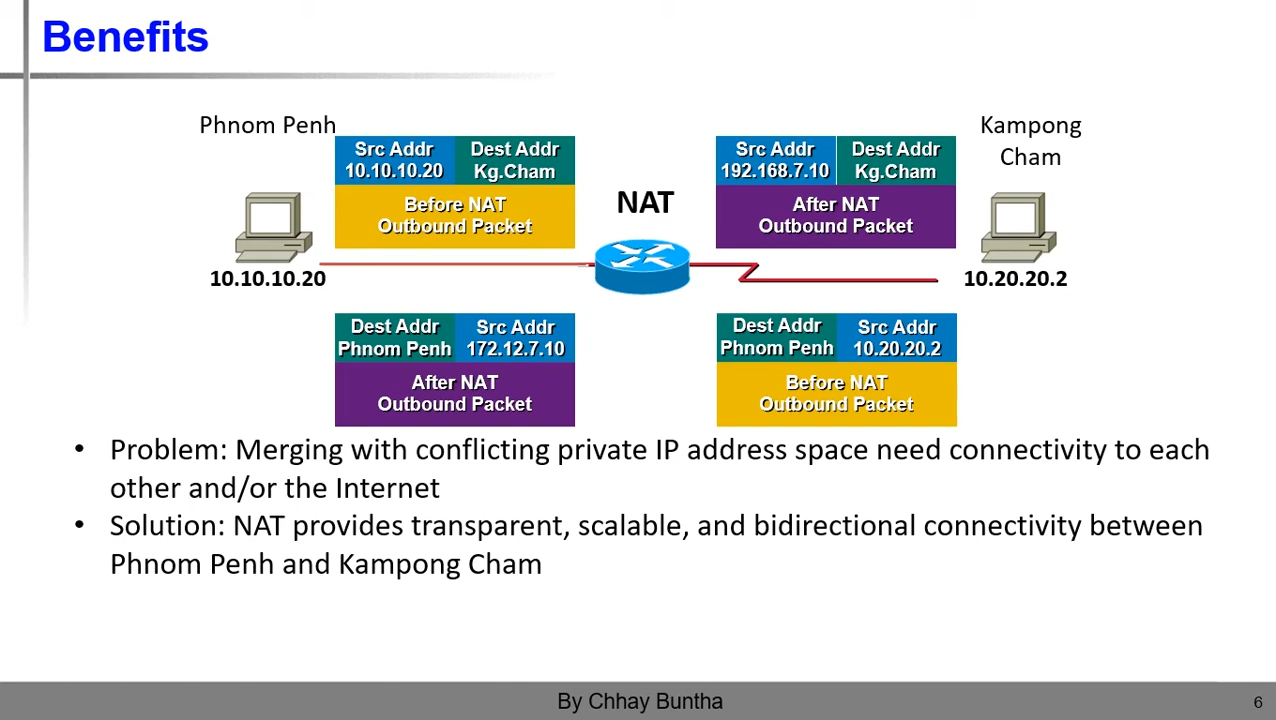 Benefits
Phnom Penh
Src Addr
10.10.10.20
Dest Addr
Kg.Cham
Before NAT
Outbound Packet
NAT
Src Addr
192.168.7.10
Dest Addr
Kg.Cham
After NAT
Outbound Packet
Kampong
Cham
10.10.10.20
10.20.20.2
Dest Addr
Phnom Penh
Src Addr
172.12.7.10
After NAT
Outbound Packet
Dest Addr
Phnom Penh
Src Addr
10.20.20.2
Before NAT
Outbound Packet
• Problem: Merging with conflicting private IP address space need connectivity to each
other and/or the Internet
• Solution: NAT provides transparent, scalable, and bidirectional connectivity between
Phnom Penh and Kampong Cham
By Chhay Buntha
6